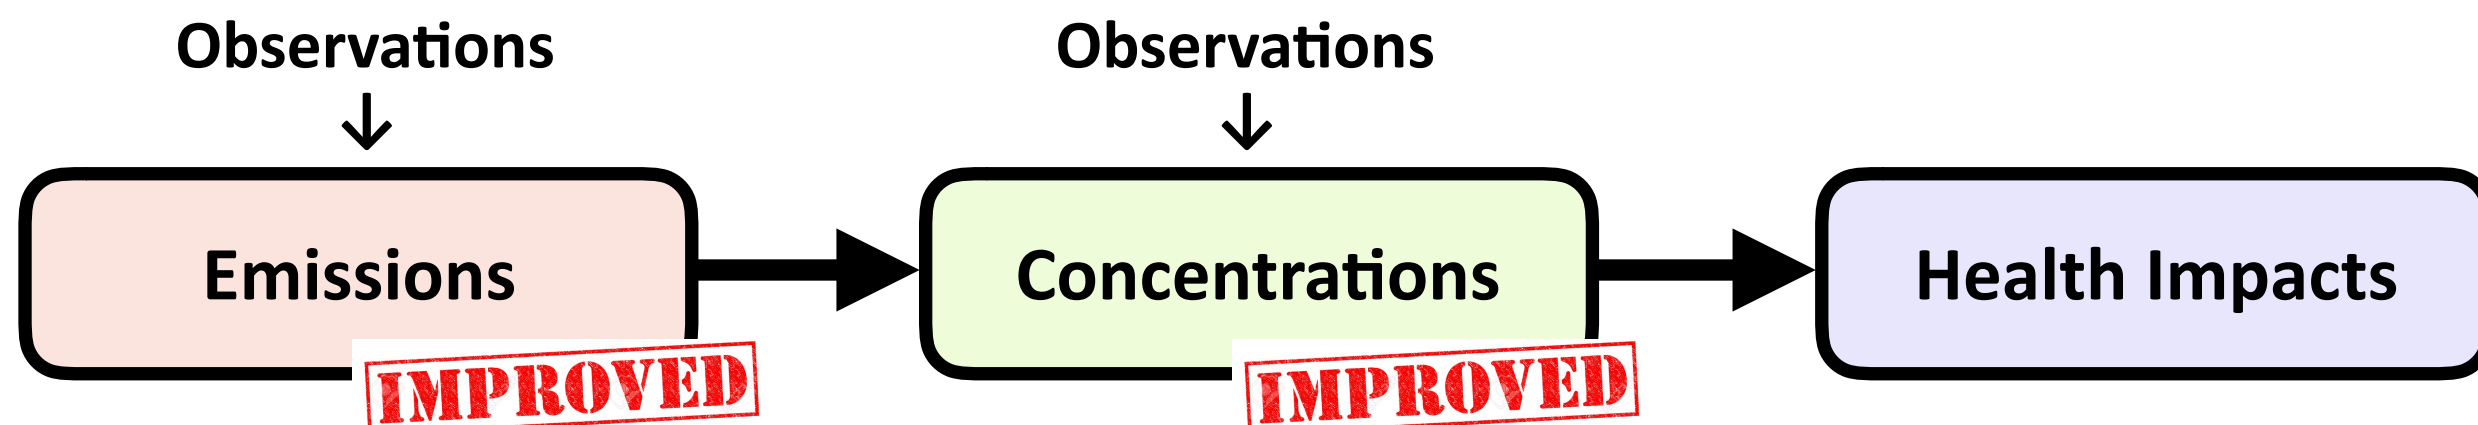 Observations Observations
Emissions Concentrations Health Impacts
IMPROVED IMPROVED